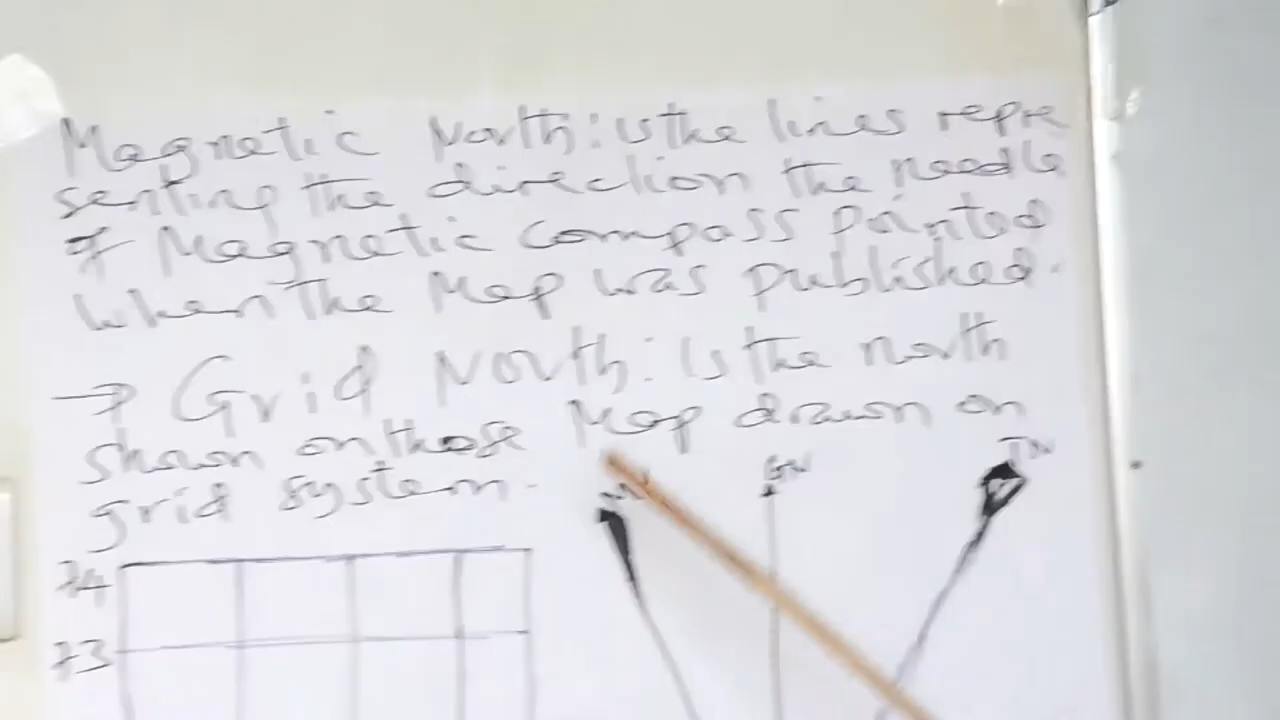 Magnetic North: is the lines repre
senting the direction the needle
of Magnetic compass pointed
when the Map was published.
→ Grid North: Is the north
shown on those Map drawn on
grid system.
GN
TN
74
73